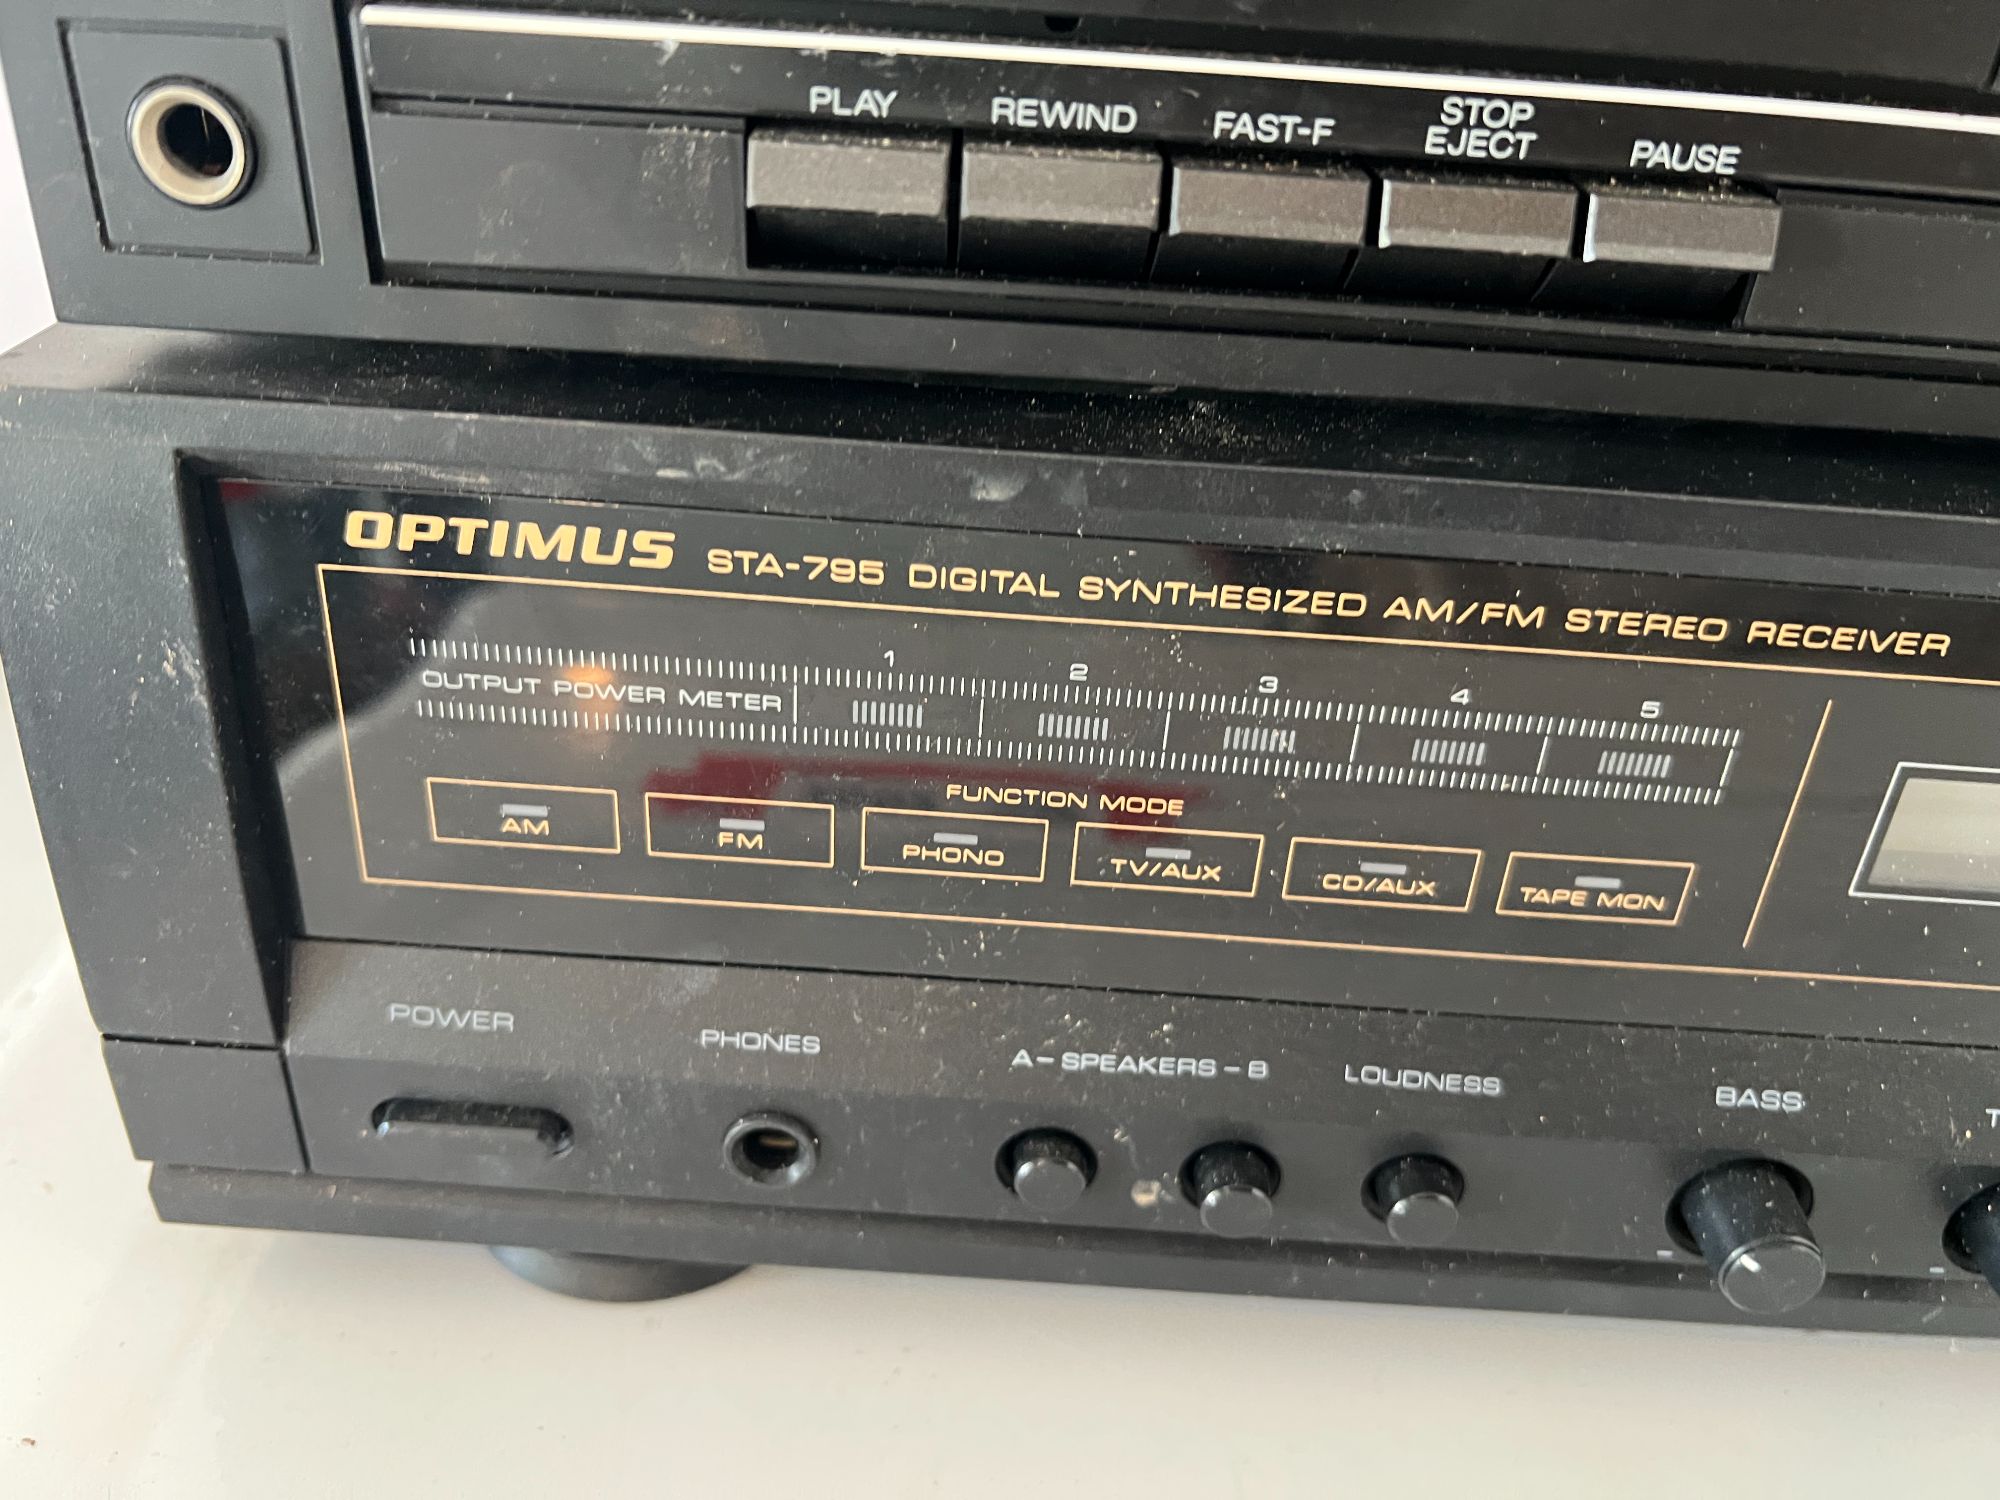 PLAY REWIND FAST-F STOP EJECT PAUSE
OPTIMUS STA-795 DIGITAL SYNTHESIZED AM/FM STEREO RECEIVER
1 2 3 4 5
OUTPUT POWER METER
FUNCTION MODE
AM FM PHONO TV/AUX CD/AUX TAPE MON
POWER PHONES A-SPEAKERS-B LOUDNESS BASS